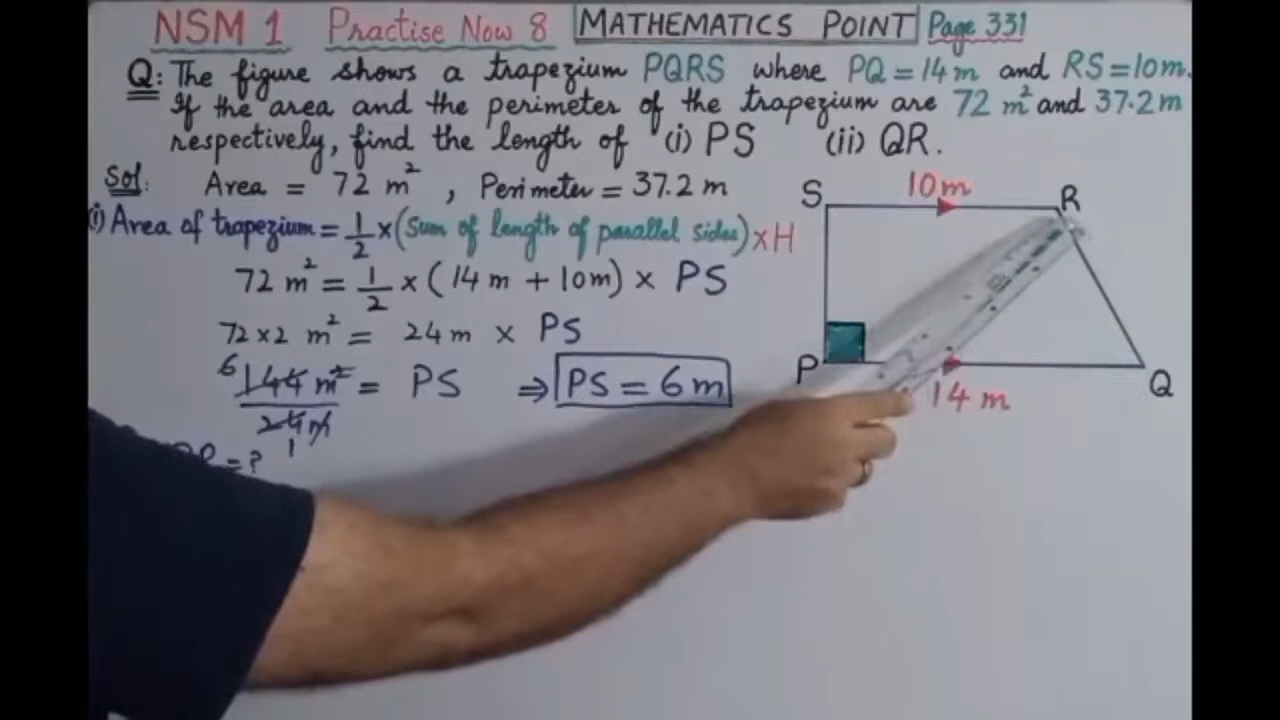 NSM 1 Practise Now 8 MATHEMATICS POINT Page 331
Q: The figure shows a trapezium PQRS where PQ = 14 m and RS = 10 m.
If the area and the perimeter of the trapezium are 72 m² and 37.2 m
respectively, find the length of (i) PS (ii) QR.
Sol: Area = 72 m², Perimeter = 37.2 m
(i) Area of trapezium = 1/2 × (Sum of length of parallel sides) × H
72 m² = 1/2 × (14 m + 10 m) × PS
72 × 2 m² = 24 m × PS
6
144 m² / 24 m = PS ⇒ PS = 6 m
1
= ?
S 10 m R
P 14 m Q